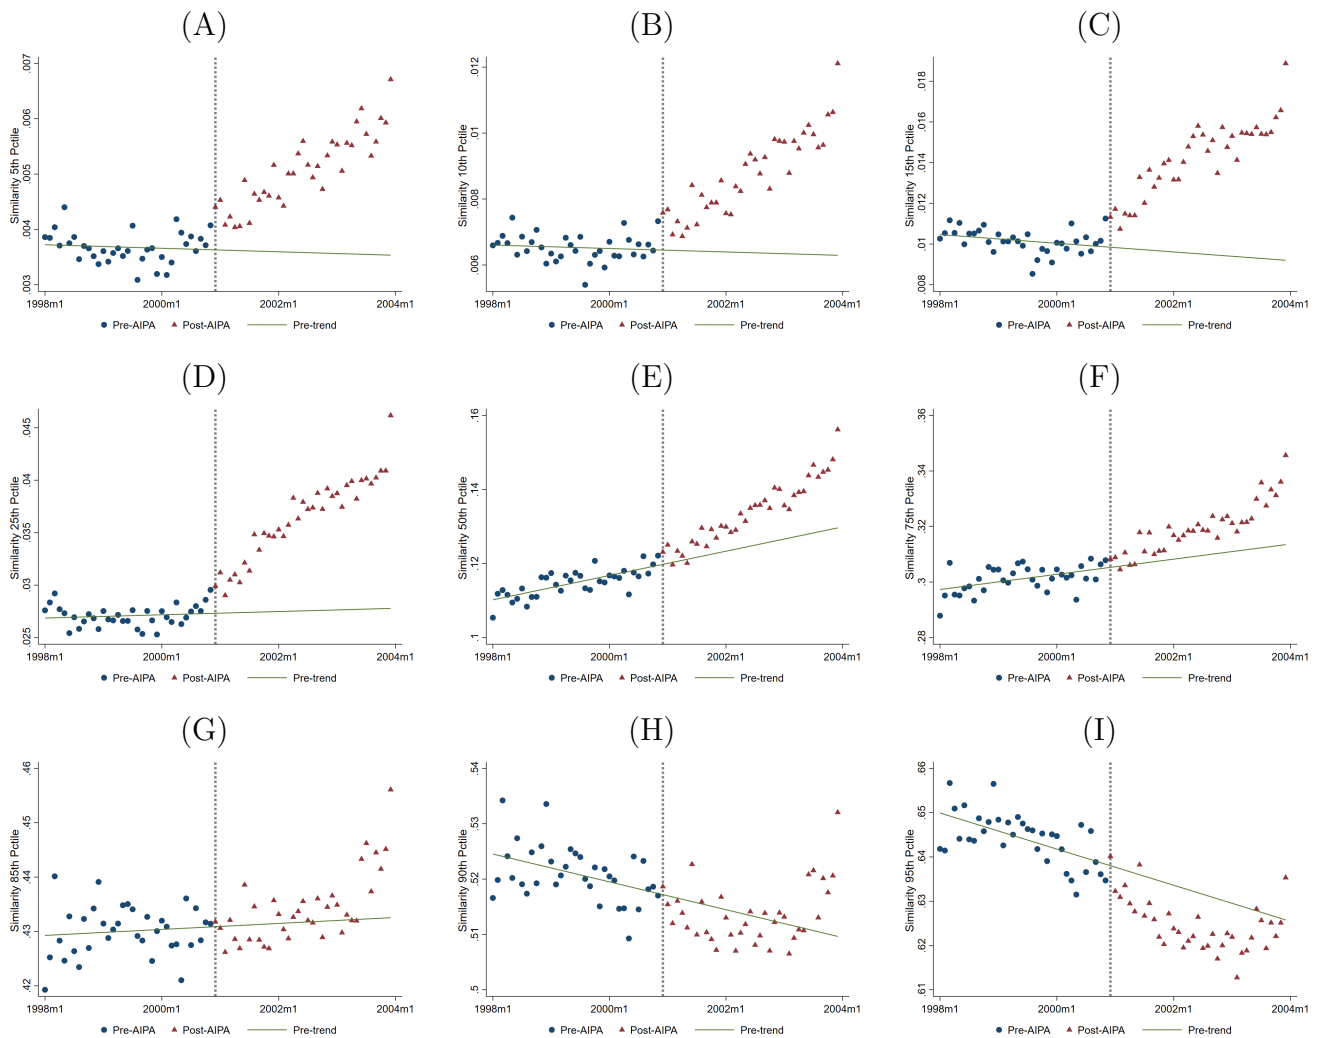 (A)
Similarity 5th Pctile
.007
.006
.005
.004
.003
1998m1 2000m1 2002m1 2004m1
Pre-AIPA Post-AIPA Pre-trend
(B)
Similarity 10th Pctile
.012
.01
.008
.006
1998m1 2000m1 2002m1 2004m1
Pre-AIPA Post-AIPA Pre-trend
(C)
Similarity 15th Pctile
.018
.016
.014
.012
.01
.008
1998m1 2000m1 2002m1 2004m1
Pre-AIPA Post-AIPA Pre-trend
(D)
Similarity 25th Pctile
.045
.04
.035
.03
.025
1998m1 2000m1 2002m1 2004m1
Pre-AIPA Post-AIPA Pre-trend
(E)
Similarity 50th Pctile
.16
.14
.12
.1
1998m1 2000m1 2002m1 2004m1
Pre-AIPA Post-AIPA Pre-trend
(F)
Similarity 75th Pctile
.36
.34
.32
.3
.28
1998m1 2000m1 2002m1 2004m1
Pre-AIPA Post-AIPA Pre-trend
(G)
Similarity 85th Pctile
.46
.45
.44
.43
.42
1998m1 2000m1 2002m1 2004m1
Pre-AIPA Post-AIPA Pre-trend
(H)
Similarity 90th Pctile
.54
.53
.52
.51
.5
1998m1 2000m1 2002m1 2004m1
Pre-AIPA Post-AIPA Pre-trend
(I)
Similarity 95th Pctile
.66
.65
.64
.63
.62
.61
1998m1 2000m1 2002m1 2004m1
Pre-AIPA Post-AIPA Pre-trend